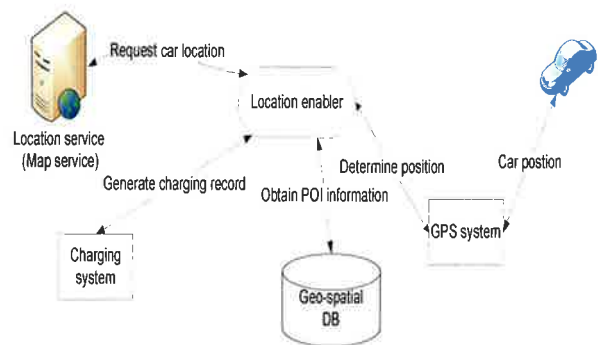 Request car location
Location enabler
Location service
(Map service)
Determine position
Car postion
Generate charging record
Obtain POI information
GPS system
Charging
system
Geo-spatial
DB